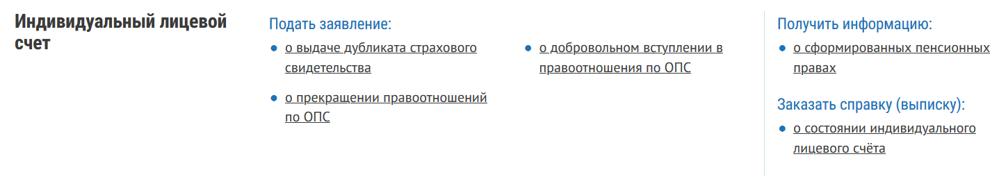 Индивидуальный лицевой
счет
Подать заявление:
о выдаче дубликата страхового
свидетельства
о прекращении правоотношений
по ОПС
о добровольном вступлении в
правоотношения по ОПС
Получить информацию:
о сформированных пенсионных
правах
Заказать справку (выписку):
о состоянии индивидуального
лицевого счёта